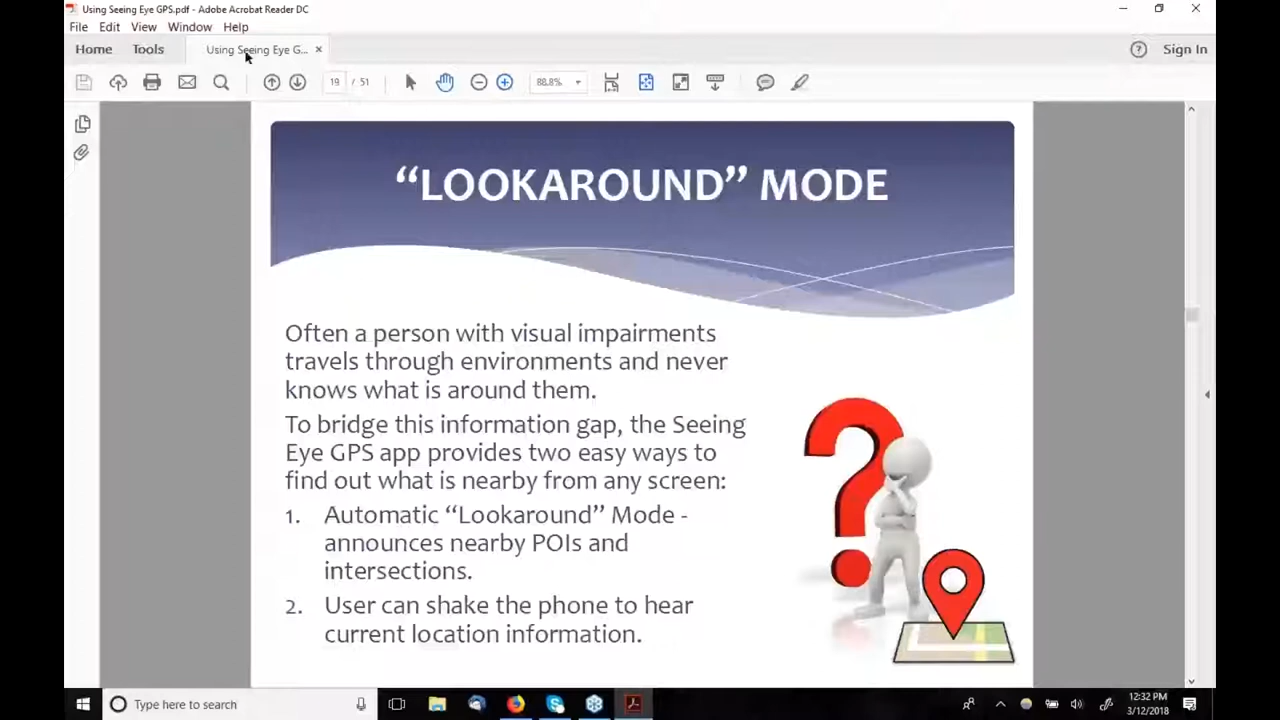 Using Seeing Eye GPS.pdf - Adobe Acrobat Reader DC
File Edit View Window Help
Home Tools Using Seeing Eye G... × Sign In
19 / 51 88.8%
“LOOKAROUND” MODE
Often a person with visual impairments
travels through environments and never
knows what is around them.
To bridge this information gap, the Seeing
Eye GPS app provides two easy ways to
find out what is nearby from any screen:
1. Automatic “Lookaround” Mode -
announces nearby POIs and
intersections.
2. User can shake the phone to hear
current location information.
Type here to search
12:32 PM
3/12/2018